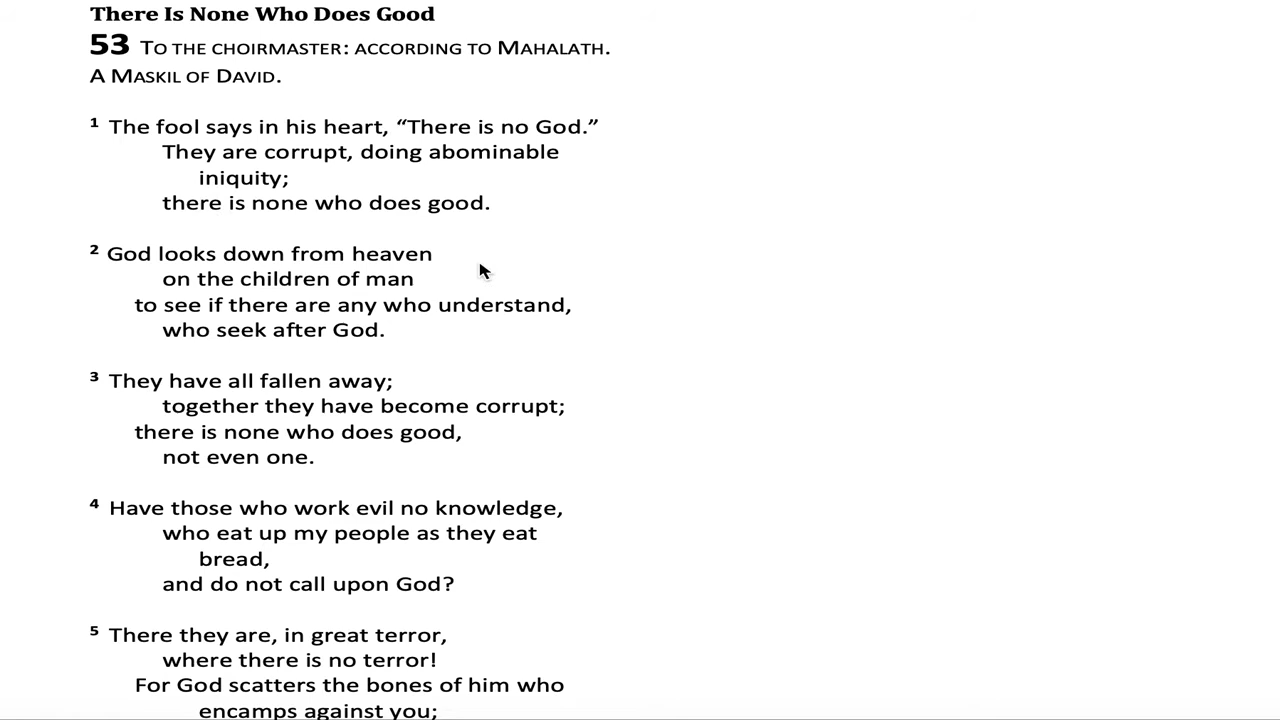 There Is None Who Does Good
53 To the choirmaster: according to Mahalath.
A Maskil of David.
1 The fool says in his heart, “There is no God.”
They are corrupt, doing abominable
iniquity;
there is none who does good.
2 God looks down from heaven
on the children of man
to see if there are any who understand,
who seek after God.
3 They have all fallen away;
together they have become corrupt;
there is none who does good,
not even one.
4 Have those who work evil no knowledge,
who eat up my people as they eat
bread,
and do not call upon God?
5 There they are, in great terror,
where there is no terror!
For God scatters the bones of him who
encamps against you;